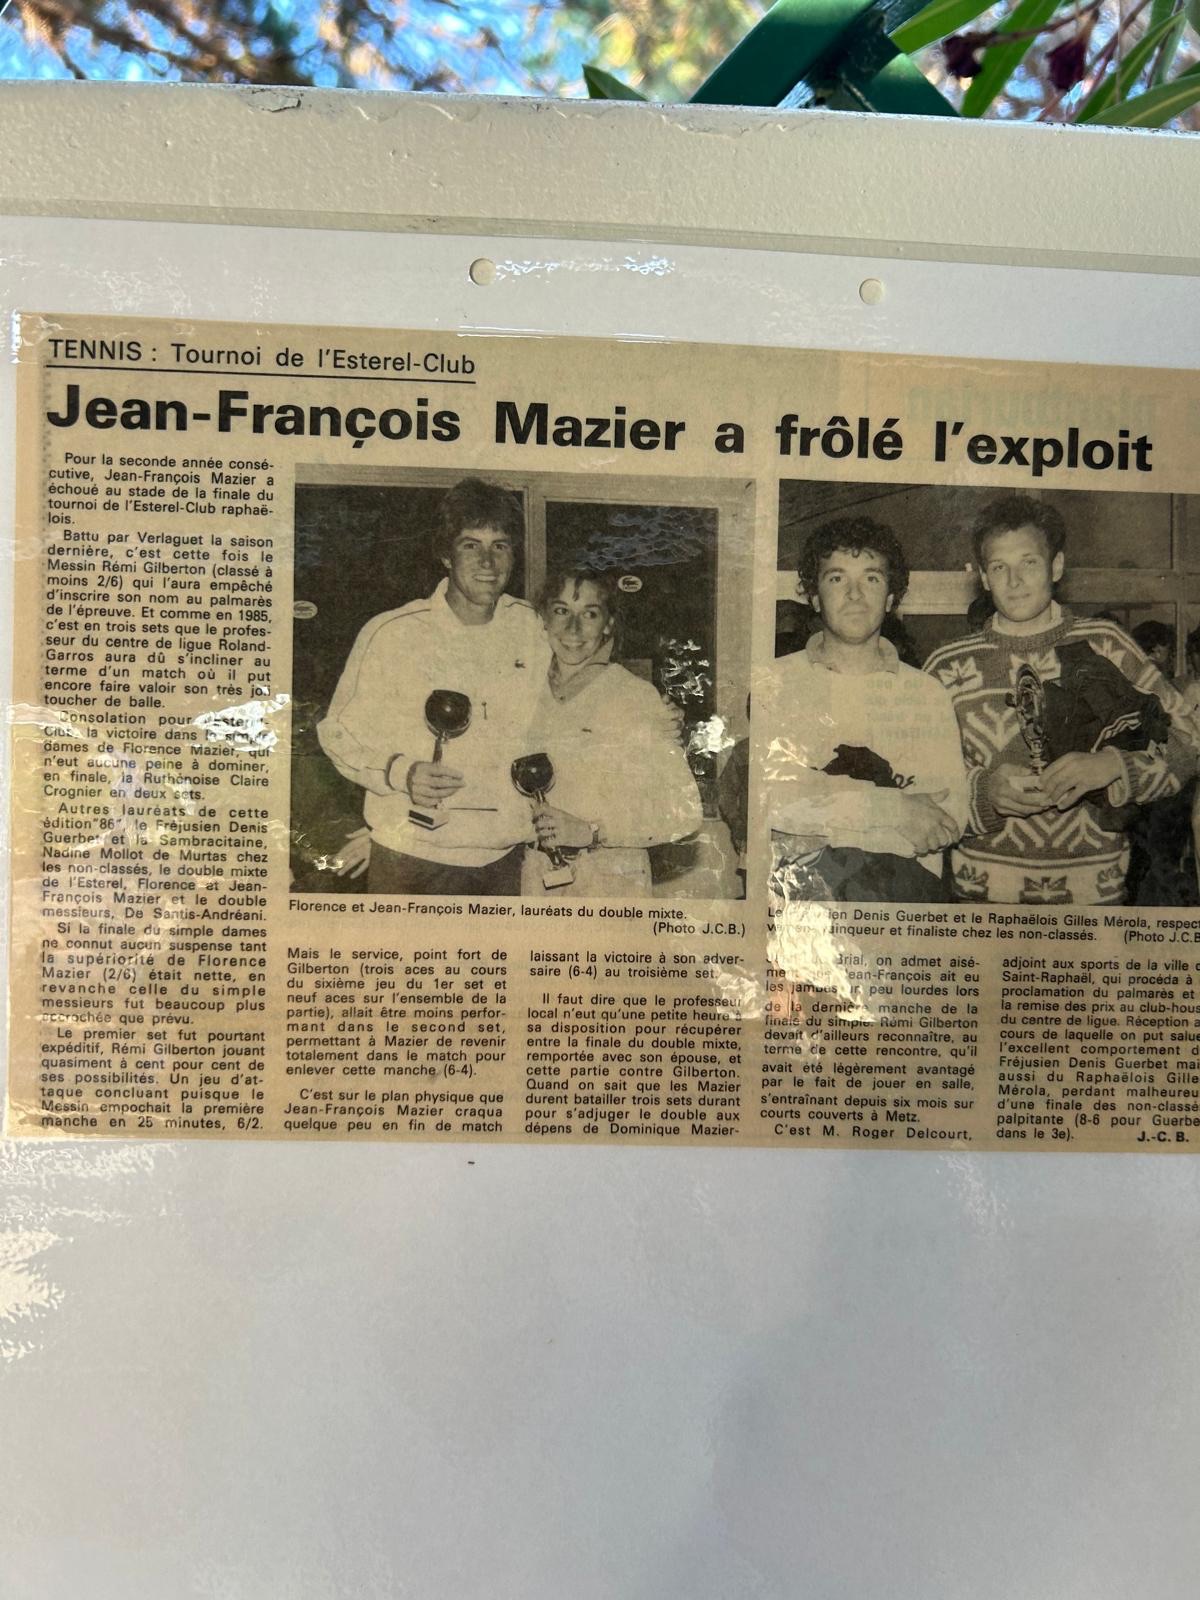 TENNIS : Tournoi de l'Esterel-Club
Jean-François Mazier a frôlé l'exploit
Pour la seconde année consé-
cutive, Jean-François Mazier a
échoué au stade de la finale du
tournoi de l'Esterel-Club raphaë-
lois.
Battu par Verlaguet la saison
dernière, c'est cette fois le
Messin Rémi Gilberton (classé à
moins 2/6) qui l'aura empêché
d'inscrire son nom au palmarès
de l'épreuve. Et comme en 1985,
c'est en trois sets que le profes-
seur du centre de ligue Roland-
Garros aura dû s'incliner au
terme d'un match où il put
encore faire valoir son très joli
toucher de balle.
Consolation pour l'Esterel-
Club, la victoire dans le simple
dames de Florence Mazier, qui
n'eut aucune peine à dominer,
en finale, la Ruthénoise Claire
Crognier en deux sets.
Autres lauréats de cette
édition "86", le Fréjusien Denis
Guerbet et la Sambracitaine,
Nadine Mollot de Murtas chez
les non-classés, le double mixte
de l'Esterel, Florence et Jean-
François Mazier et le double
messieurs, De Santis-Andréani.
Si la finale du simple dames
ne connut aucun suspense tant
la supériorité de Florence
Mazier (2/6) était nette, en
revanche celle du simple
messieurs fut beaucoup plus
accrochée que prévu.
Le premier set fut pourtant
expéditif, Rémi Gilberton jouant
quasiment à cent pour cent de
ses possibilités. Un jeu d'at-
taque concluant puisque le
Messin empochait la première
manche en 25 minutes, 6/2.
Florence et Jean-François Mazier, lauréats du double mixte.
(Photo J.C.B.)
Mais le service, point fort de
Gilberton (trois aces au cours
du sixième jeu du 1er set et
neuf aces sur l'ensemble de la
partie), allait être moins perfor-
mant dans le second set,
permettant à Mazier de revenir
totalement dans le match pour
enlever cette manche (6-4).
C'est sur le plan physique que
Jean-François Mazier craqua
quelque peu en fin de match
laissant la victoire à son adver-
saire (6-4) au troisième set.
Il faut dire que le professeur
local n'eut qu'une petite heure à
sa disposition pour récupérer
entre la finale du double mixte,
remportée avec son épouse, et
cette partie contre Gilberton.
Quand on sait que les Mazier
durent batailler trois sets durant
pour s'adjuger le double aux
dépens de Dominique Mazier-
Le Denis Guerbet et le Raphaëlois Gilles Mérola, respect
vainqueur et finaliste chez les non-classés. (Photo J.C.B
Brial, on admet aisé-
ment que Jean-François ait eu
les jambes un peu lourdes lors
de la dernière manche de la
finale du simple. Rémi Gilberton
devait d'ailleurs reconnaître, au
terme de cette rencontre, qu'il
avait été légèrement avantagé
par le fait de jouer en salle,
s'entraînant depuis six mois sur
courts couverts à Metz.
C'est M. Roger Delcourt,
adjoint aux sports de la ville d
Saint-Raphaël, qui procéda à
proclamation du palmarès et
la remise des prix au club-hous
du centre de ligue. Réception a
cours de laquelle on put salue
l'excellent comportement d
Fréjusien Denis Guerbet mai
aussi du Raphaëlois Gille
Mérola, perdant malheureu
d'une finale des non-classé
palpitante (8-6 pour Guerbe
dans le 3e).
J.-C. B.